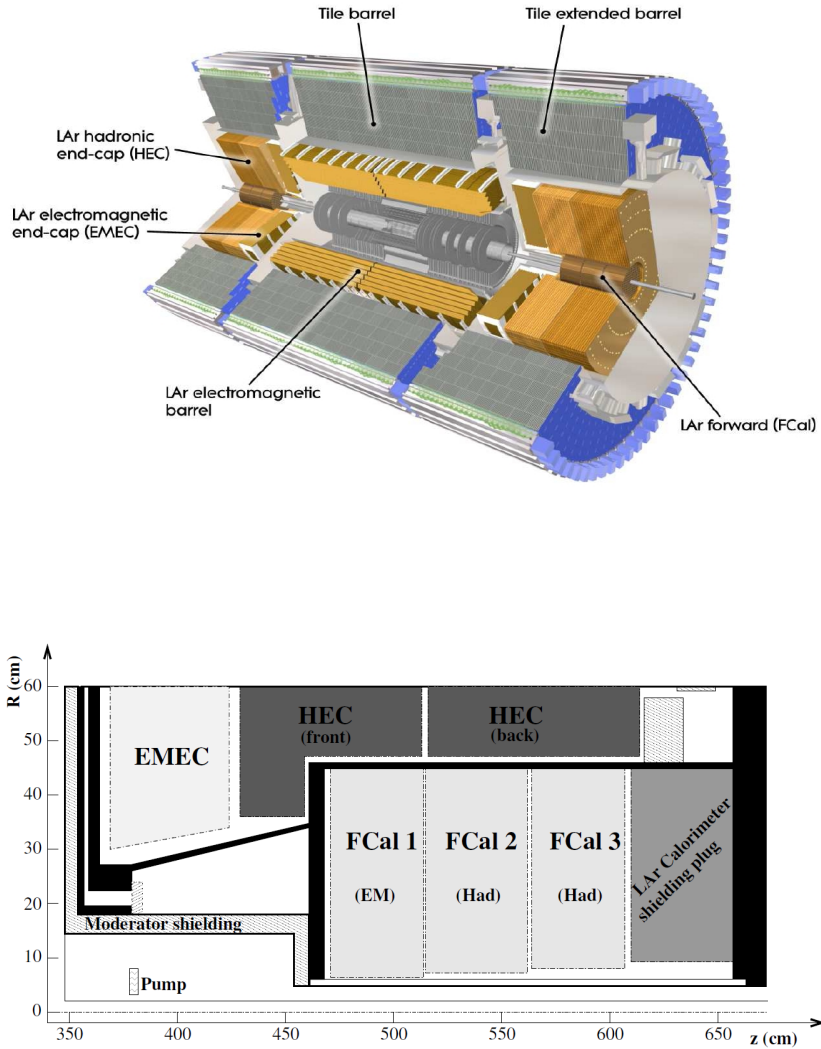 Tile barrel
Tile extended barrel
LAr hadronic
end-cap (HEC)
LAr electromagnetic
end-cap (EMEC)
LAr electromagnetic
barrel
LAr forward (FCal)
R (cm)
60
50
40
30
20
10
0
EMEC
HEC
(front)
HEC
(back)
FCal 1
(EM)
FCal 2
(Had)
FCal 3
(Had)
LAr Calorimeter
shielding plug
Moderator shielding
Pump
350
400
450
500
550
600
650
z (cm)